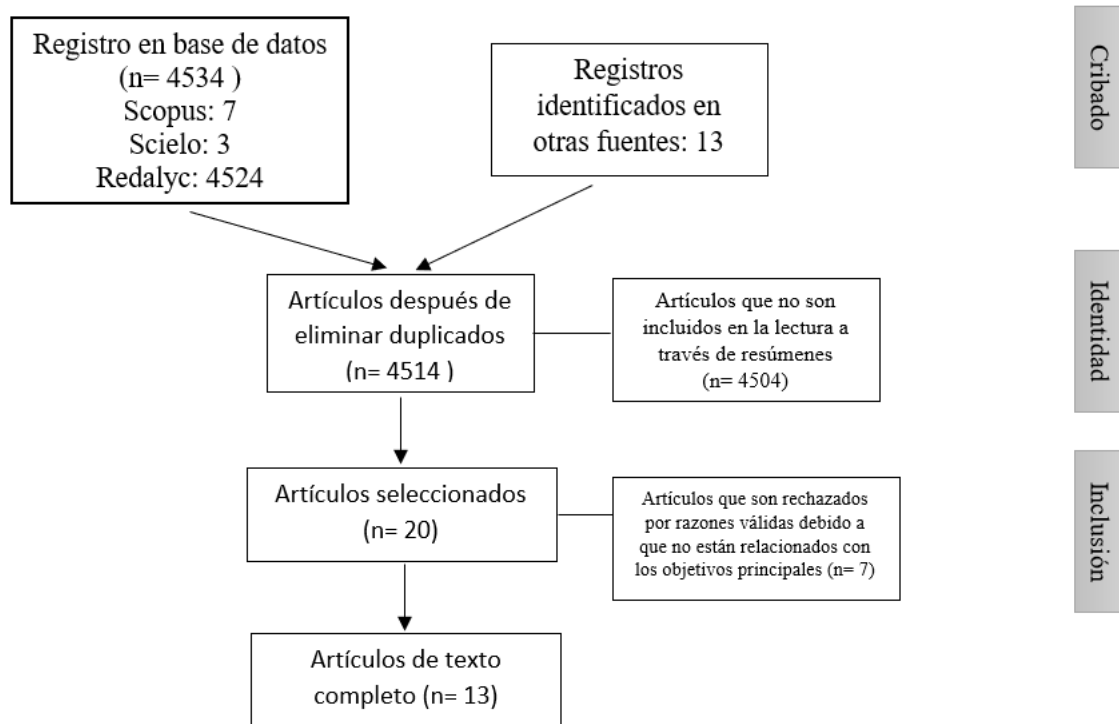 Registro en base de datos
(n= 4534 )
Scopus: 7
Scielo: 3
Redalyc: 4524
Registros
identificados en
otras fuentes: 13
Cribado
Artículos después de
eliminar duplicados
(n= 4514 )
Artículos que no son
incluidos en la lectura a
través de resúmenes
(n= 4504)
Identidad
Artículos seleccionados
(n= 20)
Artículos que son rechazados
por razones válidas debido a
que no están relacionados con
los objetivos principales (n= 7)
Inclusión
Artículos de texto
completo (n= 13)